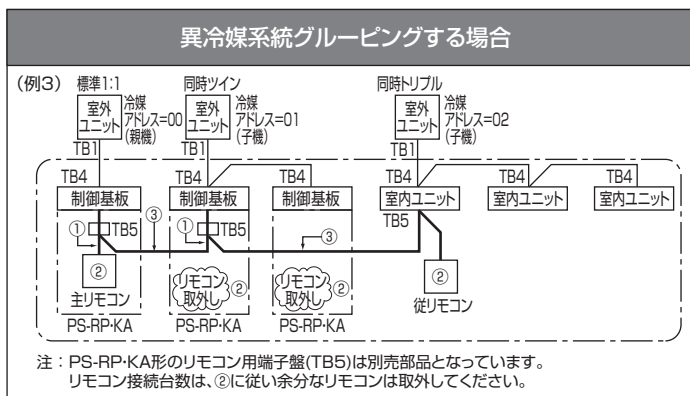 異冷媒系統グルーピングする場合
(例3) 標準1:1 同時ツイン 同時トリプル
室外 冷媒 室外 冷媒 室外 冷媒
ユニット アドレス=00 ユニット アドレス=01 ユニット アドレス=02
(親機) (子機) (子機)
TB1 TB1 TB1
TB4 TB4 TB4 TB4 TB4 TB4
制御基板 制御基板 制御基板 室内ユニット 室内ユニット 室内ユニット
① TB5 ③ ① TB5 ③ TB5
② リモコン取外し ② リモコン取外し ② ②
主リモコン 従リモコン
PS-RP・KA PS-RP・KA PS-RP・KA
注：PS-RP・KA形のリモコン用端子盤(TB5)は別売部品となっています。
リモコン接続台数は、②に従い余分なリモコンは取外してください。